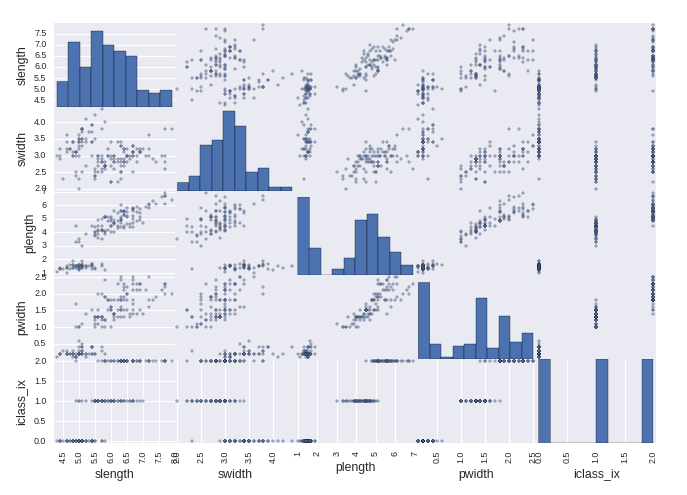 slength
7.5
7.0
6.5
6.0
5.5
5.0
4.5
swidth
4.0
3.5
3.0
2.5
2.0
plength
7
6
5
4
3
2
1
pwidth
2.5
2.0
1.5
1.0
0.5
iclass_ix
2.0
1.5
1.0
0.5
0.0
4.5 5.0 5.5 6.0 6.5 7.0 7.5 8.0
2.0 2.5 3.0 3.5 4.0
1 2 3 4 5 6 7
0.5 1.0 1.5 2.0 2.5
0.0 0.5 1.0 1.5 2.0
slength swidth plength pwidth iclass_ix